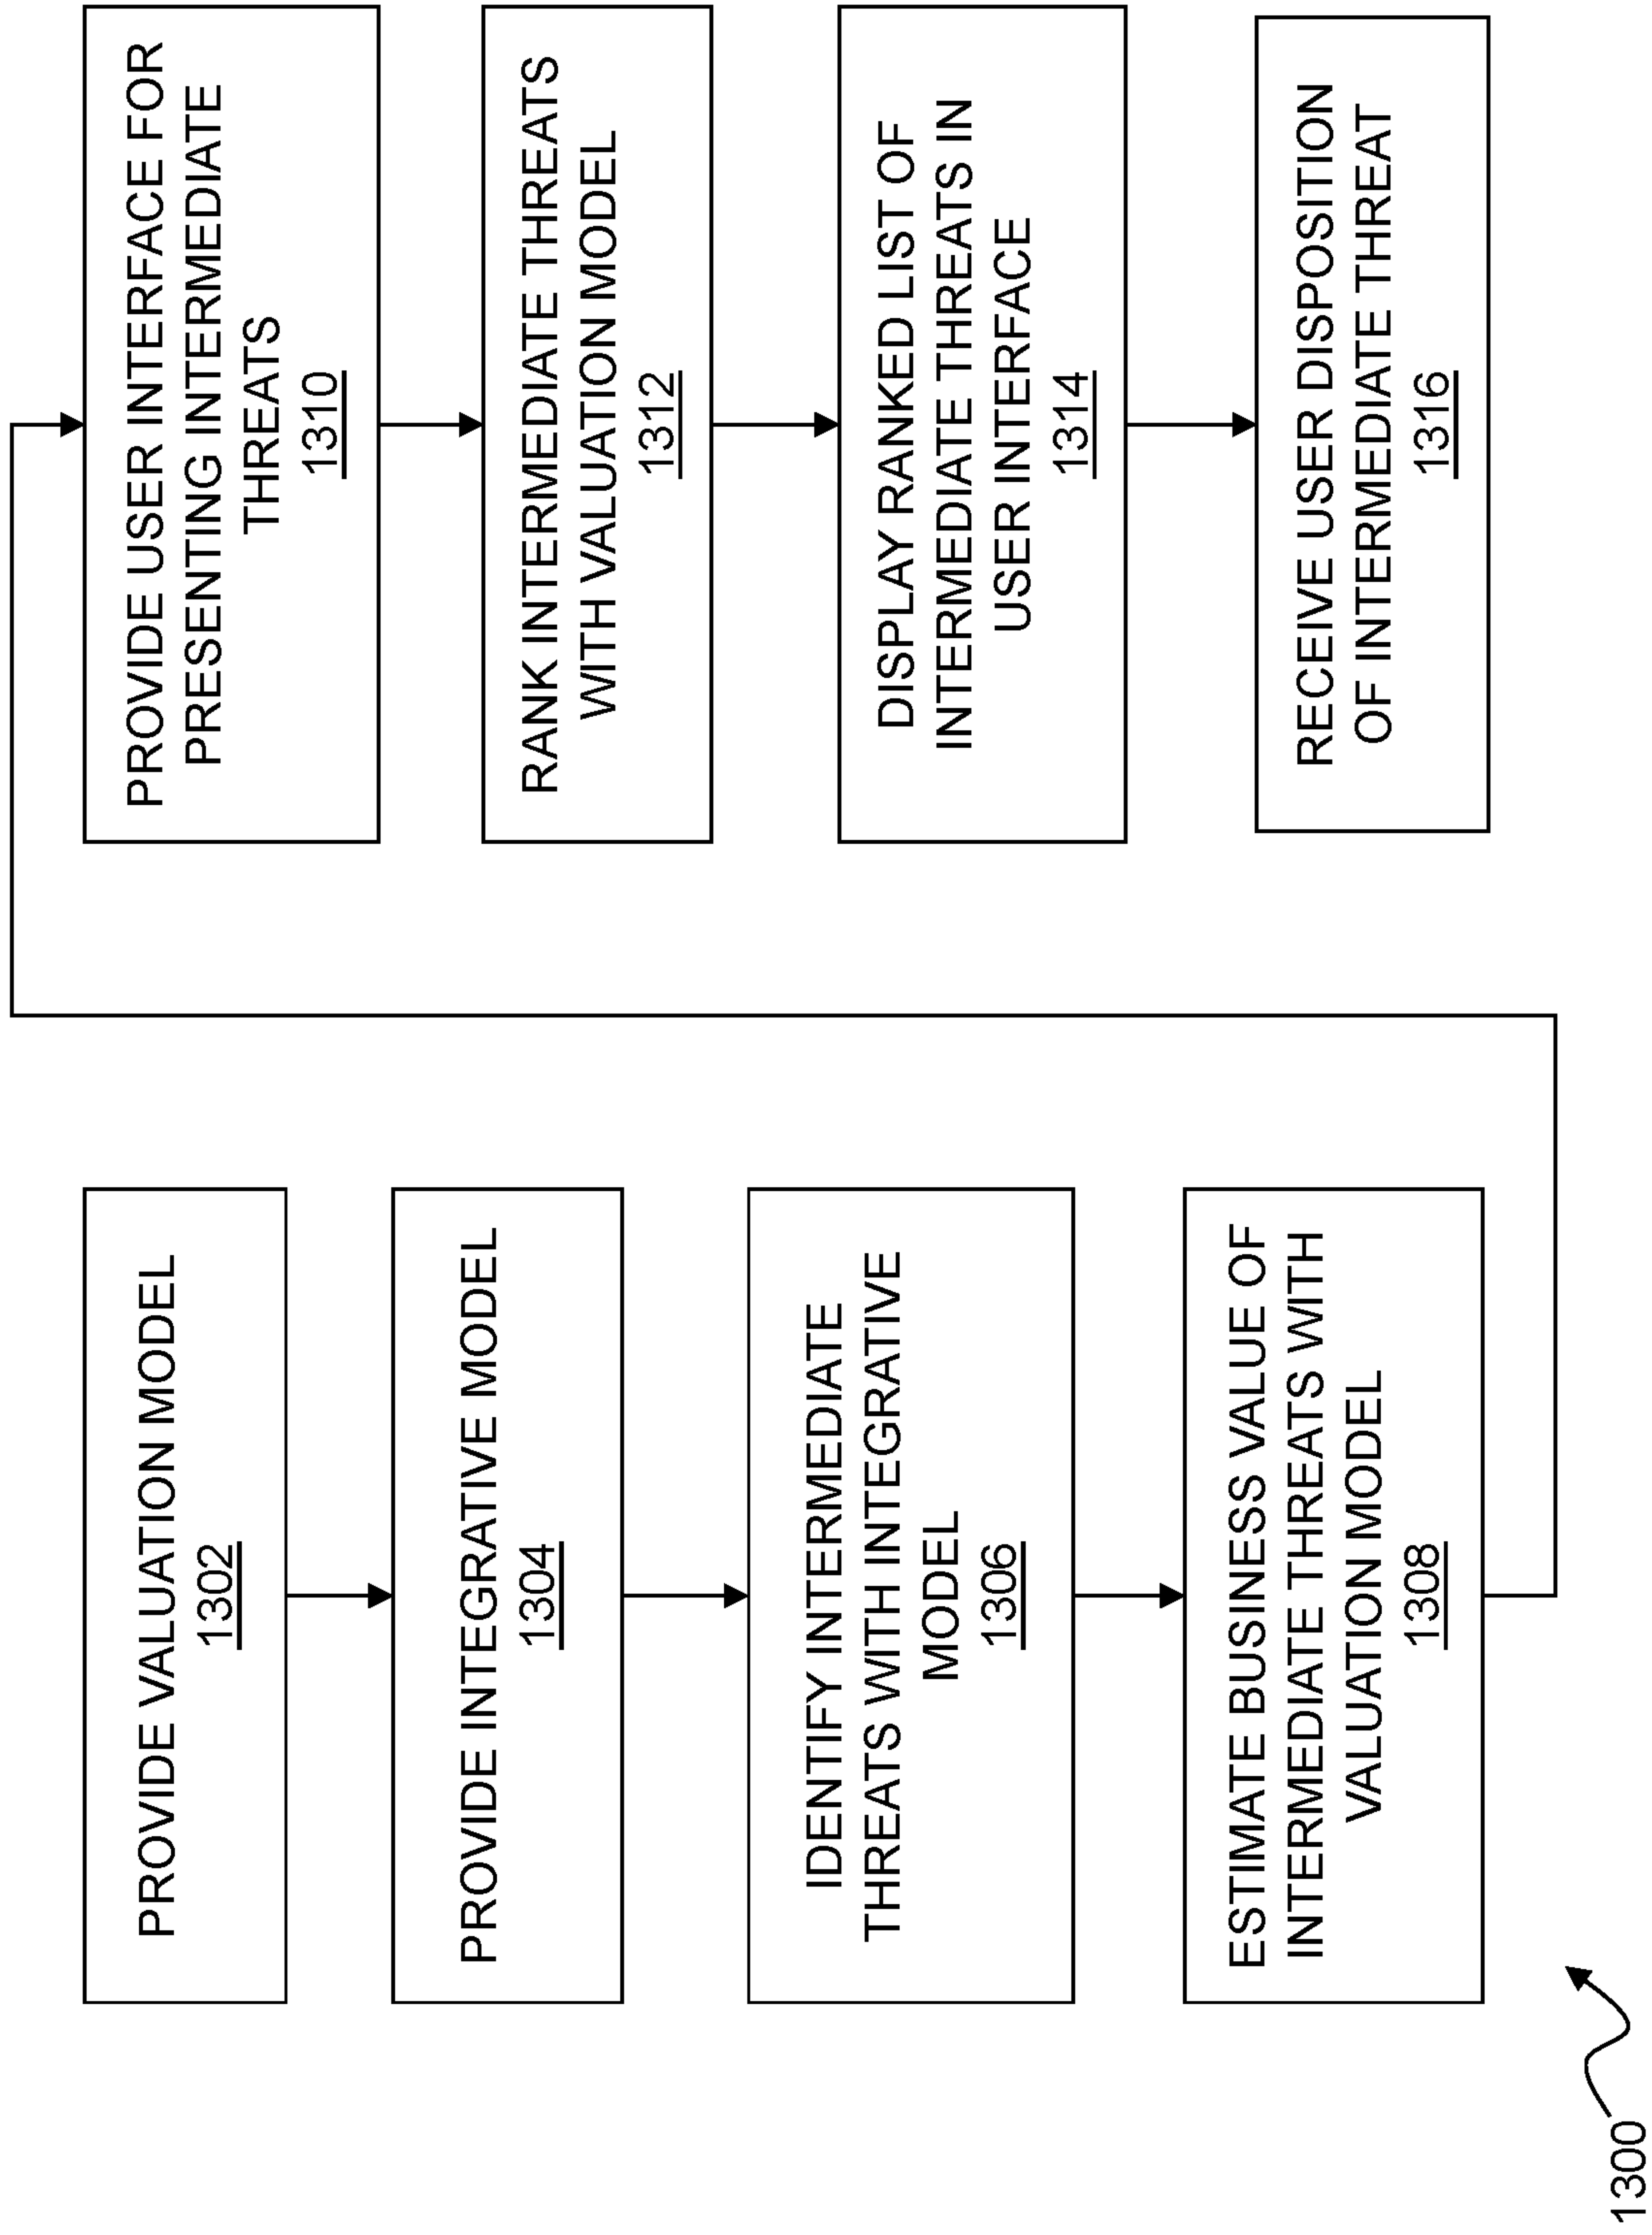 PROVIDE VALUATION MODEL
1302
PROVIDE INTEGRATIVE MODEL
1304
IDENTIFY INTERMEDIATE
THREATS WITH INTEGRATIVE
MODEL
1306
ESTIMATE BUSINESS VALUE OF
INTERMEDIATE THREATS WITH
VALUATION MODEL
1308
PROVIDE USER INTERFACE FOR
PRESENTING INTERMEDIATE
THREATS
1310
RANK INTERMEDIATE THREATS
WITH VALUATION MODEL
1312
DISPLAY RANKED LIST OF
INTERMEDIATE THREATS IN
USER INTERFACE
1314
RECEIVE USER DISPOSITION
OF INTERMEDIATE THREAT
1316
1300